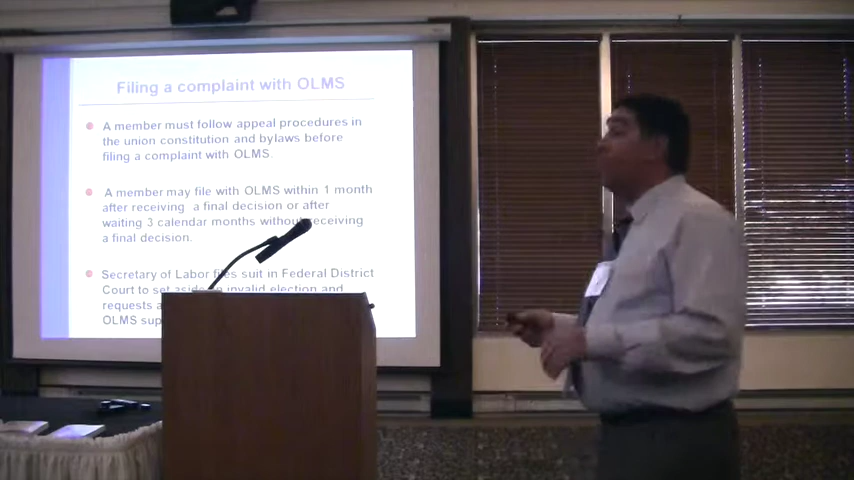 Filing a complaint with OLMS
A member must follow appeal procedures in
the union constitution and bylaws before
filing a complaint with OLMS.
A member may file with OLMS within 1 month
after receiving a final decision or after
waiting 3 calendar months without receiving
a final decision.
Secretary of Labor files suit in Federal District
Court to set aside an invalid election and
requests
OLMS